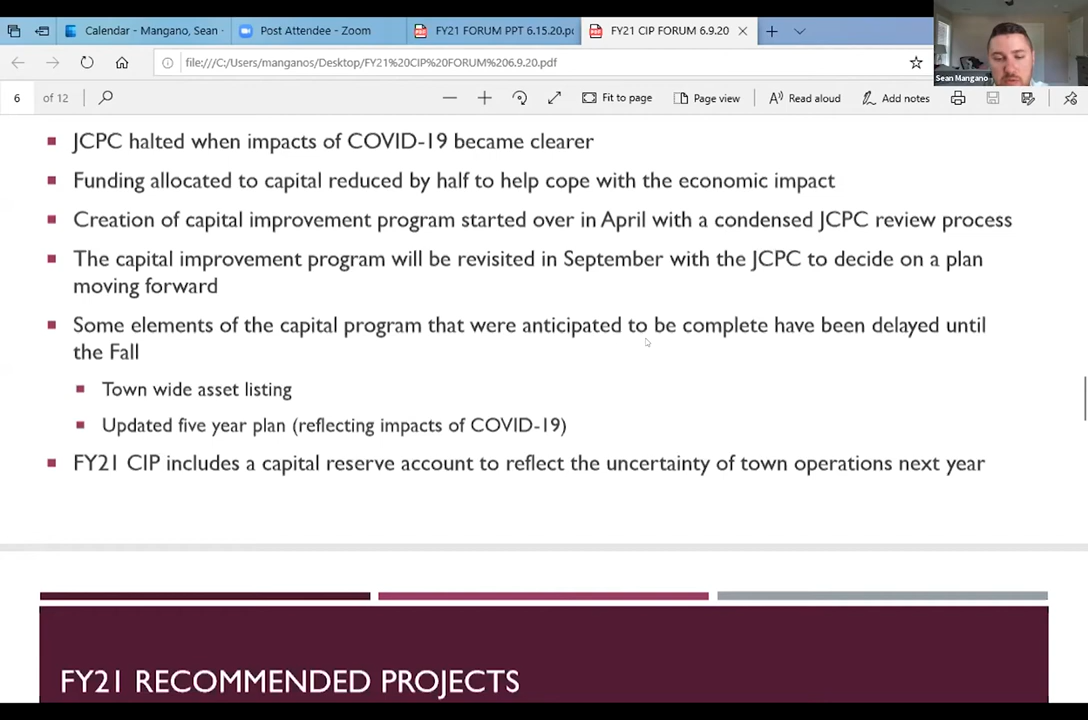 Calendar - Mangano, Sean -
Post Attendee - Zoom
FY21 FORUM PPT 6.15.20.pd
FY21 CIP FORUM 6.9.20
file:///C:/Users/manganos/Desktop/FY21%20CIP%20FORUM%206.9.20.pdf
Sean Mangano
6 of 12
Fit to page
Page view
Read aloud
Add notes
JCPC halted when impacts of COVID-19 became clearer
Funding allocated to capital reduced by half to help cope with the economic impact
Creation of capital improvement program started over in April with a condensed JCPC review process
The capital improvement program will be revisited in September with the JCPC to decide on a plan
moving forward
Some elements of the capital program that were anticipated to be complete have been delayed until
the Fall
Town wide asset listing
Updated five year plan (reflecting impacts of COVID-19)
FY21 CIP includes a capital reserve account to reflect the uncertainty of town operations next year
FY21 RECOMMENDED PROJECTS